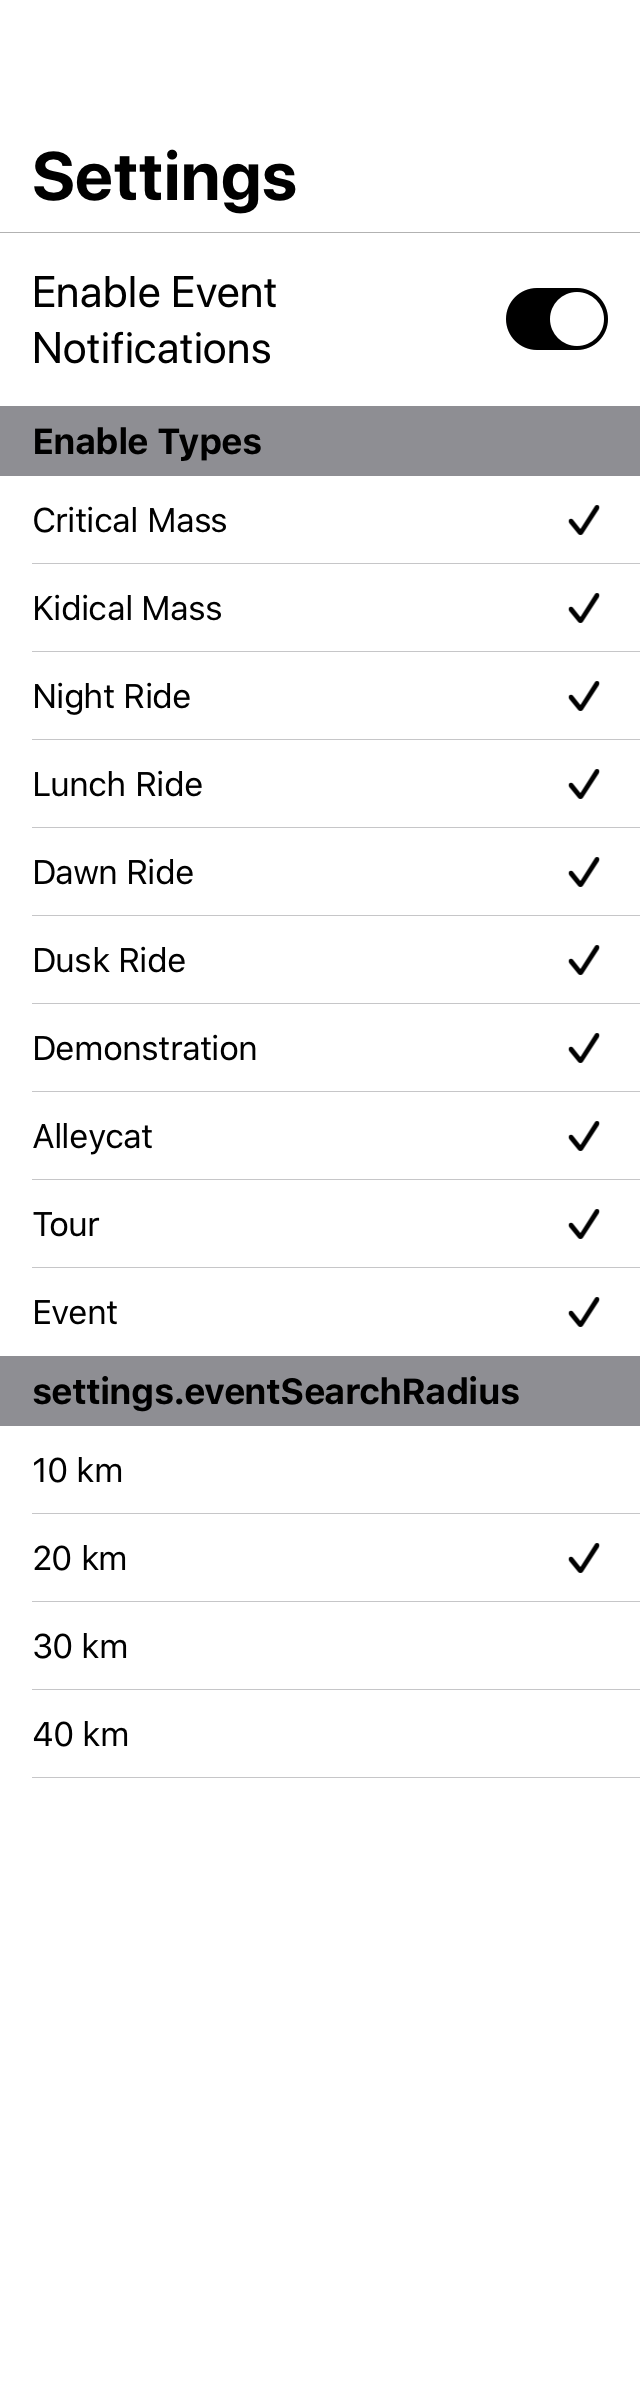 Settings
Enable Event
Notifications
Enable Types
Critical Mass
Kidical Mass
Night Ride
Lunch Ride
Dawn Ride
Dusk Ride
Demonstration
Alleycat
Tour
Event
settings.eventSearchRadius
10 km
20 km
30 km
40 km